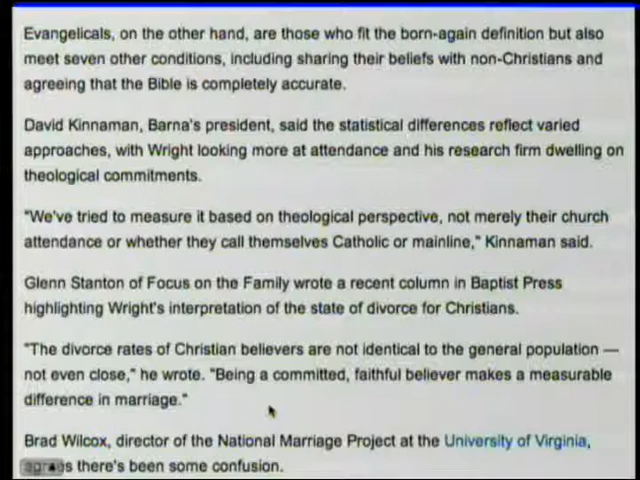 Evangelicals, on the other hand, are those who fit the born-again definition but also
meet seven other conditions, including sharing their beliefs with non-Christians and
agreeing that the Bible is completely accurate.
David Kinnaman, Barna's president, said the statistical differences reflect varied
approaches, with Wright looking more at attendance and his research firm dwelling on
theological commitments.
"We've tried to measure it based on theological perspective, not merely their church
attendance or whether they call themselves Catholic or mainline," Kinnaman said.
Glenn Stanton of Focus on the Family wrote a recent column in Baptist Press
highlighting Wright's interpretation of the state of divorce for Christians.
"The divorce rates of Christian believers are not identical to the general population —
not even close," he wrote. "Being a committed, faithful believer makes a measurable
difference in marriage."
Brad Wilcox, director of the National Marriage Project at the University of Virginia,
agrees there's been some confusion.